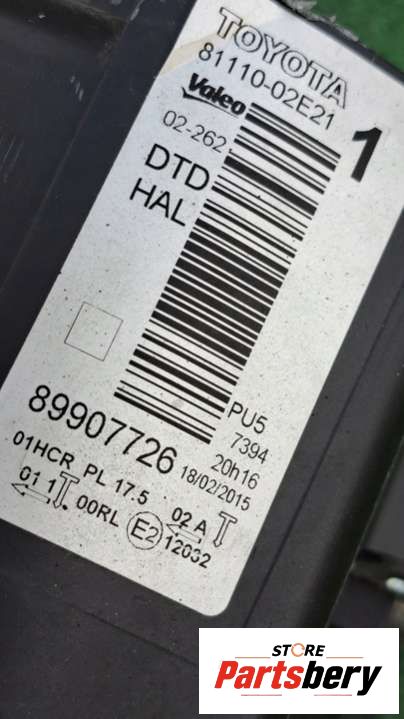 TOYOTA
81110-02E21
Valeo
1
02-262
DTD
HAL
PU5
7394
20h16
89907726
18/02/2015
01HCR PL 17.5 02 A
01 1 .00RL E2 12032
STORE
Partsbery